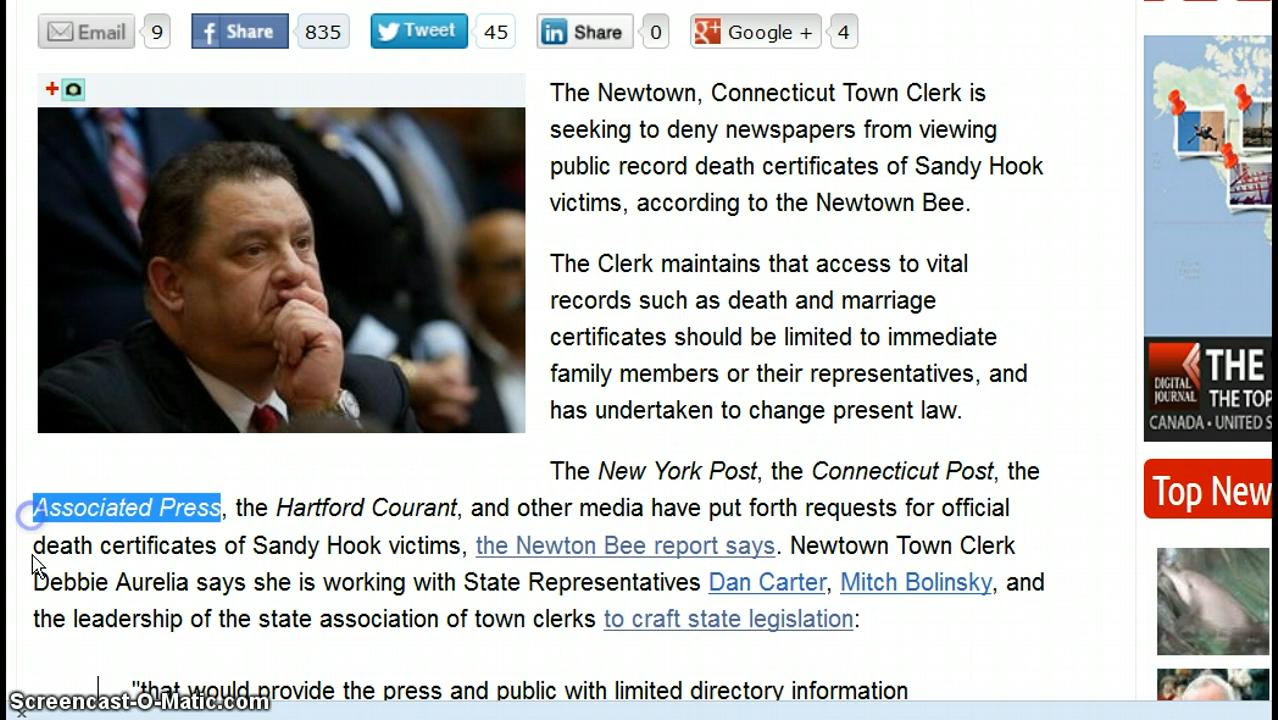 Email 9 Share 835 Tweet 45 Share 0 Google + 4
The Newtown, Connecticut Town Clerk is
seeking to deny newspapers from viewing
public record death certificates of Sandy Hook
victims, according to the Newtown Bee.
The Clerk maintains that access to vital
records such as death and marriage
certificates should be limited to immediate
family members or their representatives, and
has undertaken to change present law.
The New York Post, the Connecticut Post, the
Associated Press, the Hartford Courant, and other media have put forth requests for official
death certificates of Sandy Hook victims, the Newton Bee report says. Newtown Town Clerk
Debbie Aurelia says she is working with State Representatives Dan Carter, Mitch Bolinsky, and
the leadership of the state association of town clerks to craft state legislation:
"that would provide the press and public with limited directory information
DIGITAL
JOURNAL
THE
THE TOP
CANADA • UNITED S
Top New
Screencast-O-Matic.com